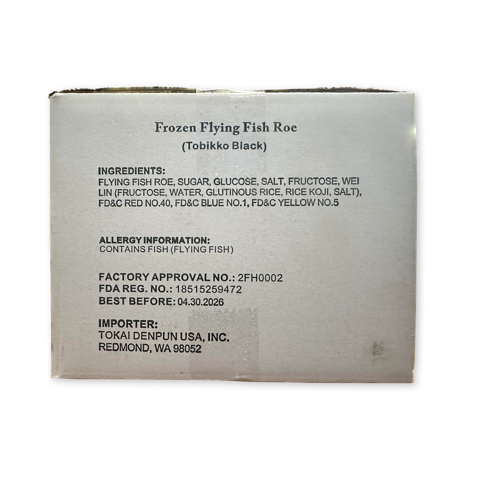 Frozen Flying Fish Roe
(Tobikko Black)
INGREDIENTS:
FLYING FISH ROE, SUGAR, GLUCOSE, SALT, FRUCTOSE, WEI
LIN (FRUCTOSE, WATER, GLUTINOUS RICE, RICE KOJI, SALT),
FD&C RED NO.40, FD&C BLUE NO.1, FD&C YELLOW NO.5
ALLERGY INFORMATION:
CONTAINS FISH (FLYING FISH)
FACTORY APPROVAL NO.: 2FH0002
FDA REG. NO.: 18515259472
BEST BEFORE: 04.30.2026
IMPORTER:
TOKAI DENPUN USA, INC.
REDMOND, WA 98052